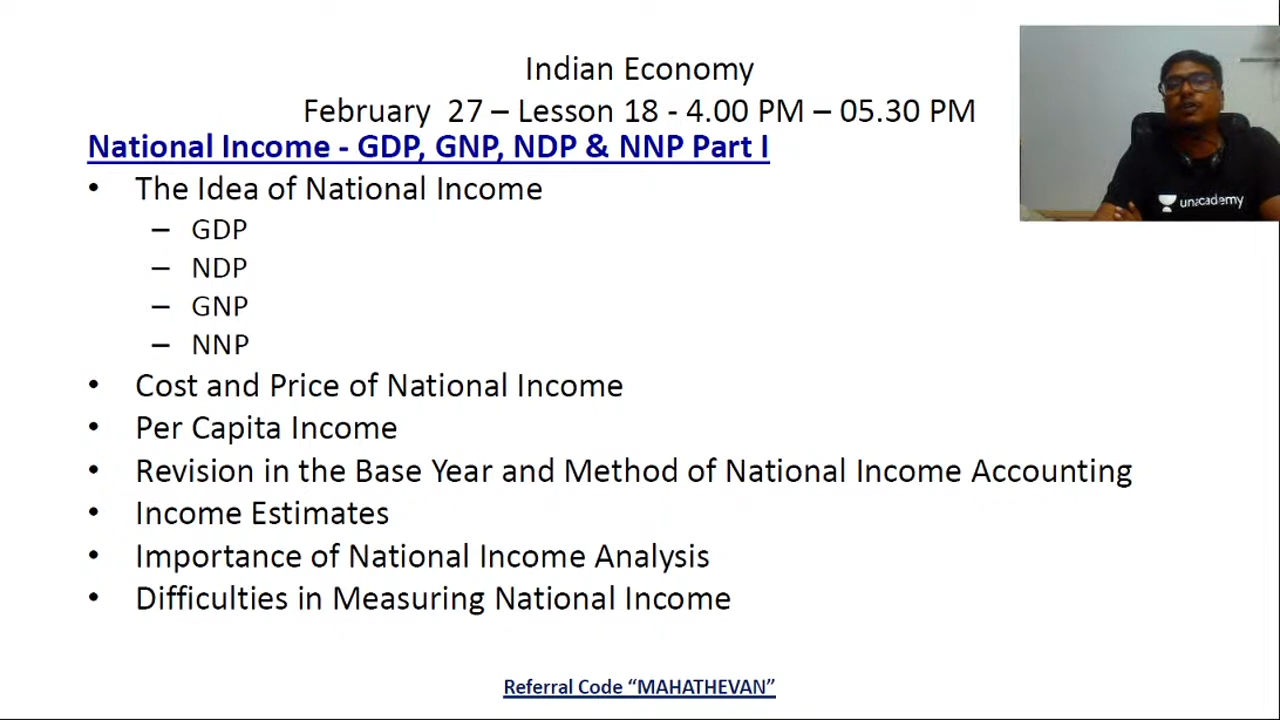 Indian Economy
February 27 – Lesson 18 - 4.00 PM – 05.30 PM
National Income - GDP, GNP, NDP & NNP Part I
• The Idea of National Income
– GDP
– NDP
– GNP
– NNP
• Cost and Price of National Income
• Per Capita Income
• Revision in the Base Year and Method of National Income Accounting
• Income Estimates
• Importance of National Income Analysis
• Difficulties in Measuring National Income
Referral Code “MAHATHEVAN”
unacademy